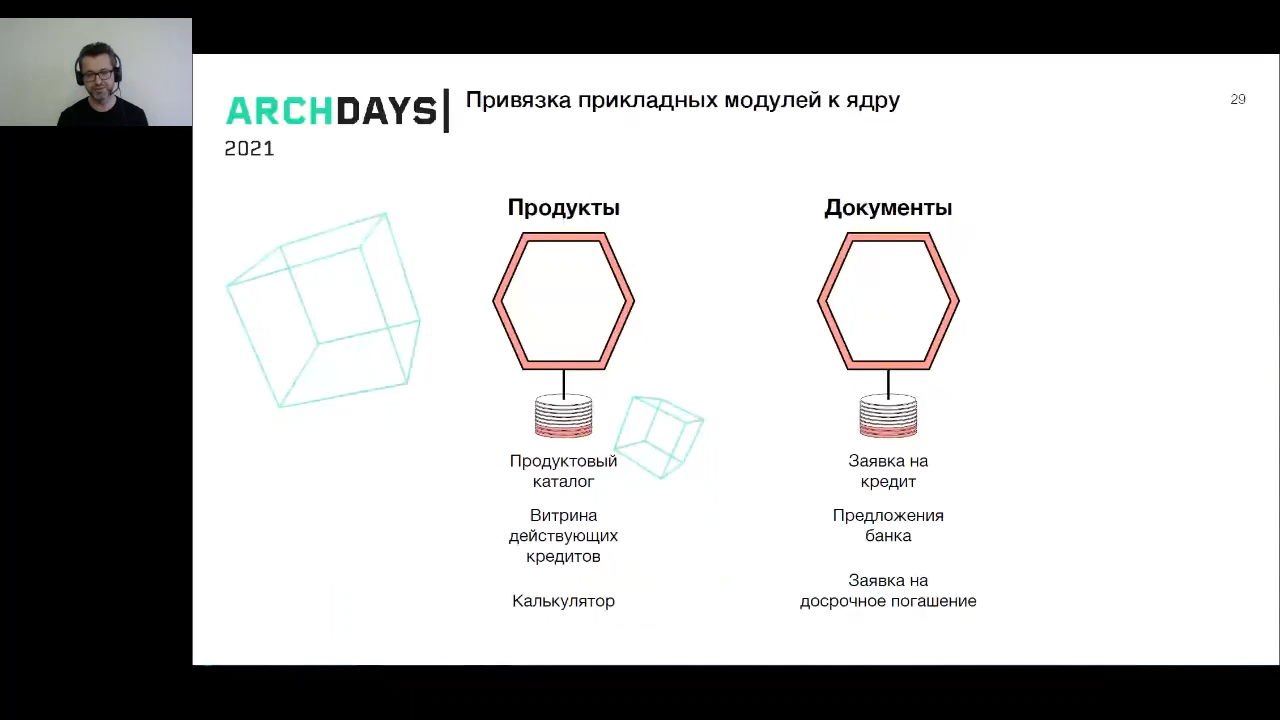 ARCHDAYS
2021
Привязка прикладных модулей к ядру
29
Продукты
Продуктовый
каталог
Витрина
действующих
кредитов
Калькулятор
Документы
Заявка на
кредит
Предложения
банка
Заявка на
досрочное погашение